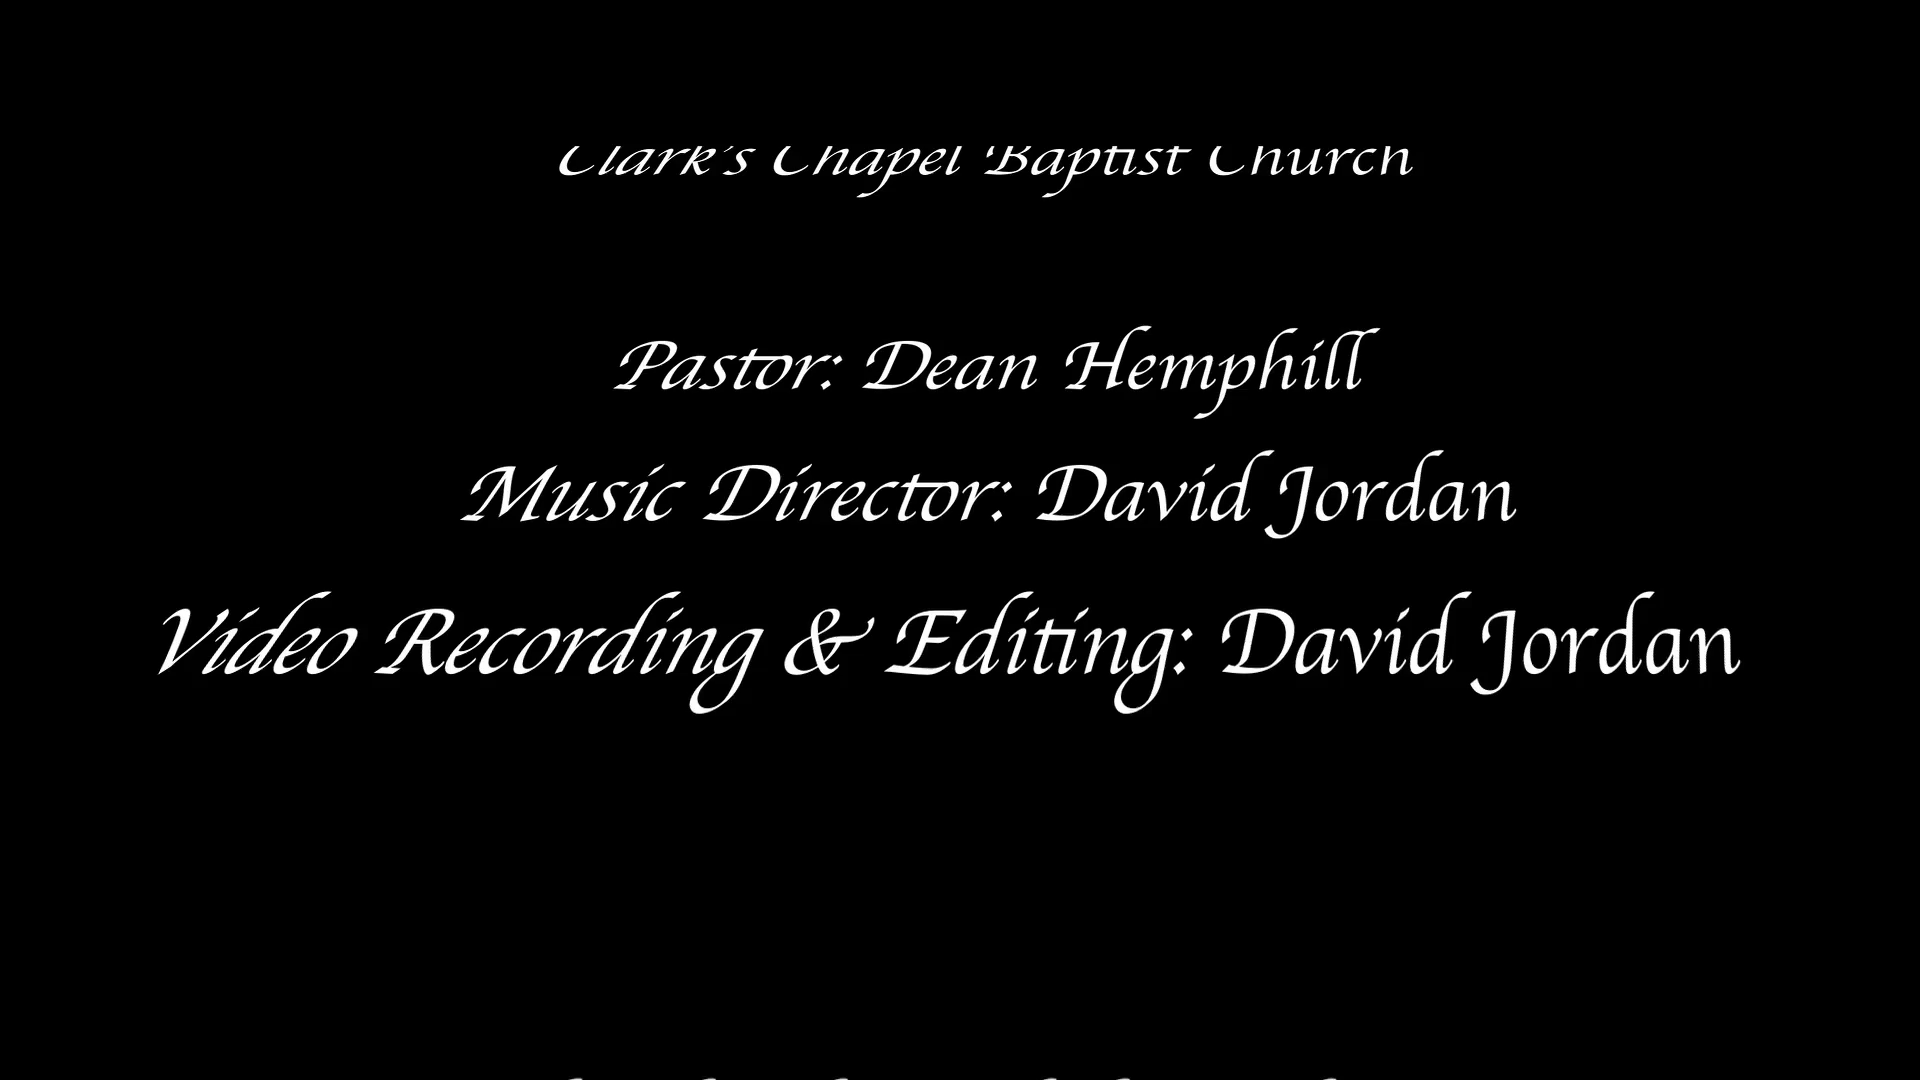 Clark's Chapel Baptist Church
Pastor: Dean Hemphill
Music Director: David Jordan
Video Recording & Editing: David Jordan